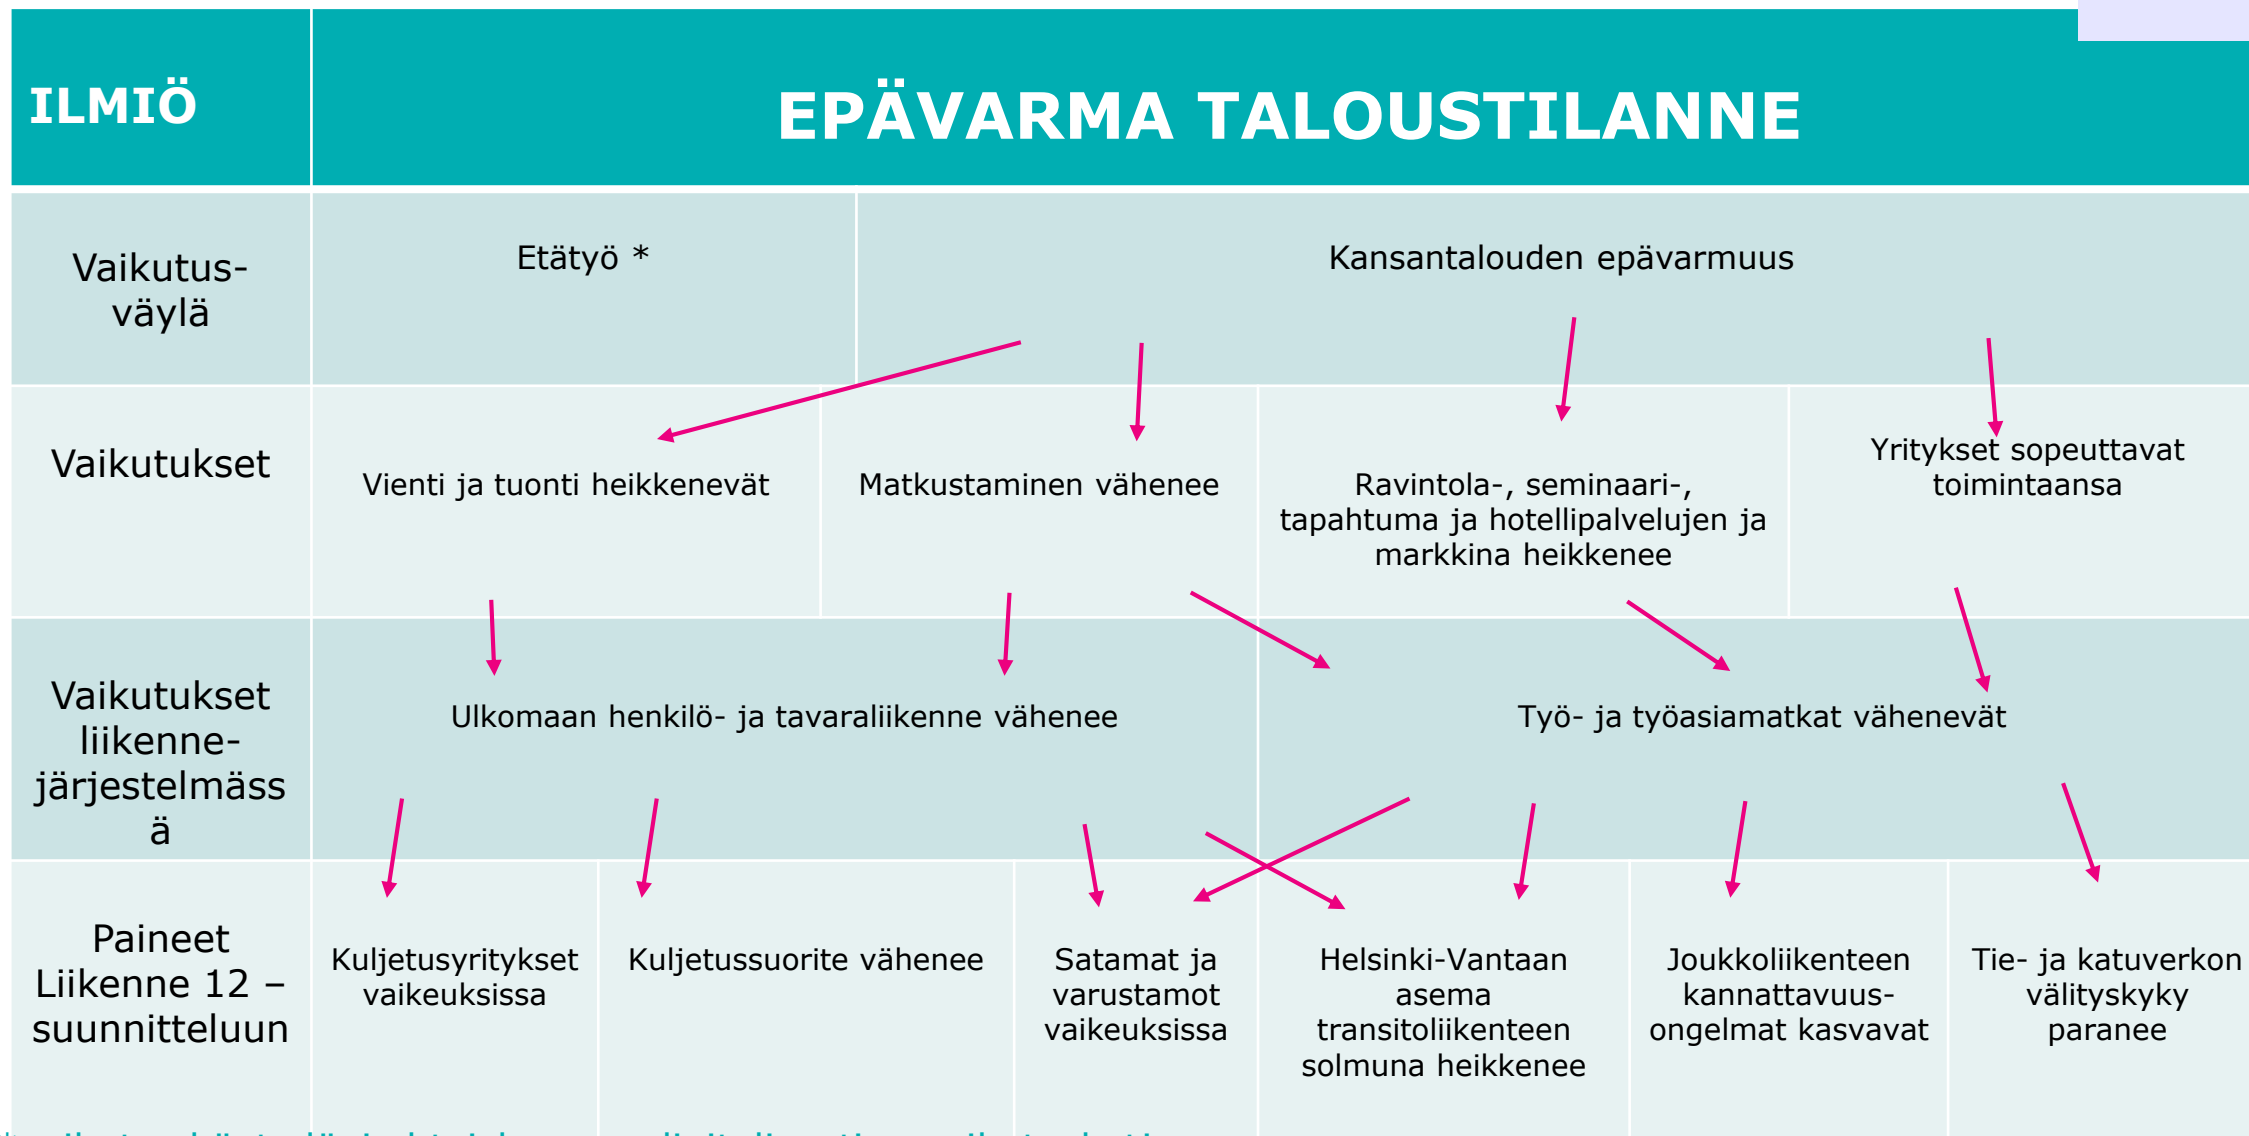 ILMIÖ
EPÄVARMA TALOUSTILANNE
Vaikutus-
väylä
Etätyö *
Kansantalouden epävarmuus
Vaikutukset
Vienti ja tuonti heikkenevät
Matkustaminen vähenee
Ravintola-, seminaari-,
tapahtuma ja hotellipalvelujen ja
markkina heikkenee
Yritykset sopeuttavat
toimintaansa
Vaikutukset
liikenne-
järjestelmäss
ä
Ulkomaan henkilö- ja tavaraliikenne vähenee
Työ- ja työasiamatkat vähenevät
Paineet
Liikenne 12 –
suunnitteluun
Kuljetusyritykset
vaikeuksissa
Kuljetussuorite vähenee
Satamat ja
varustamot
vaikeuksissa
Helsinki-Vantaan
asema
transitoliikenteen
solmuna heikkenee
Joukkoliikenteen
kannattavuus-
ongelmat kasvavat
Tie- ja katuverkon
välityskyky
paranee